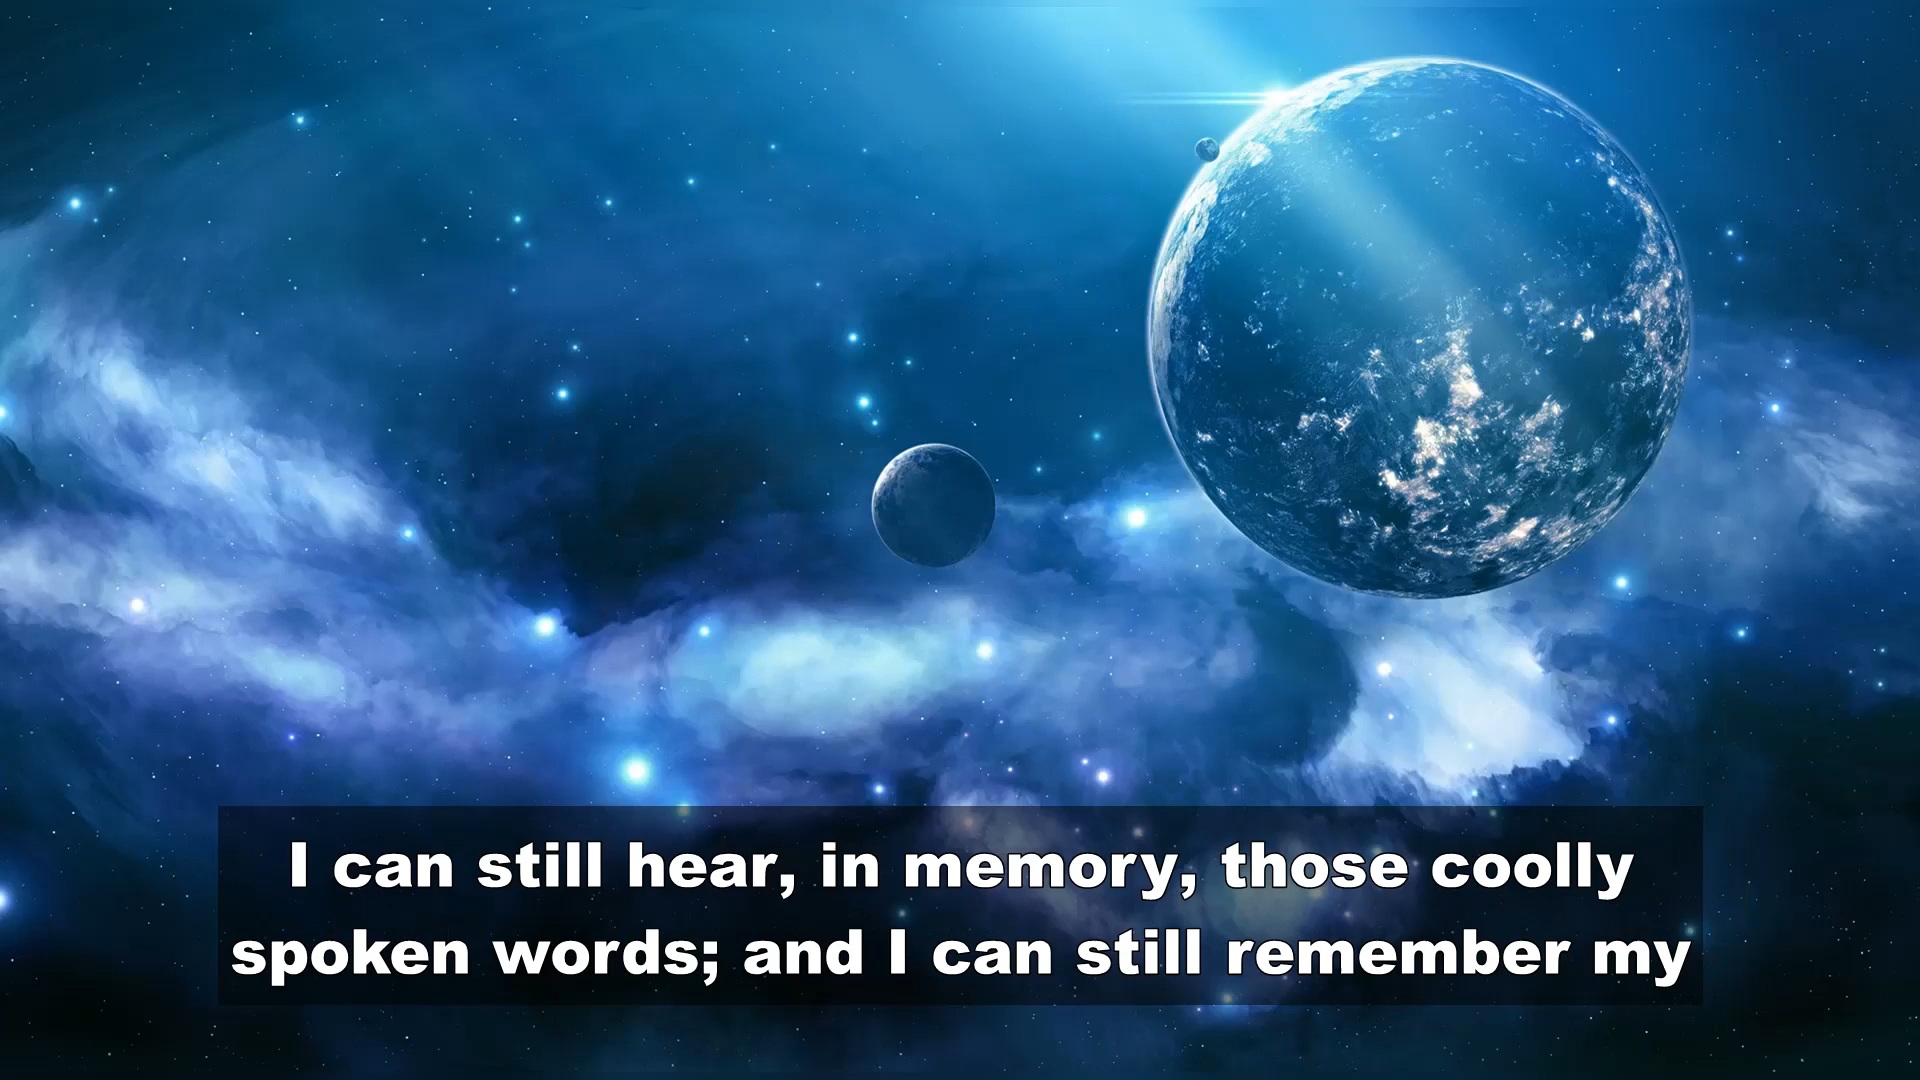 I can still hear, in memory, those coolly
spoken words; and I can still remember my